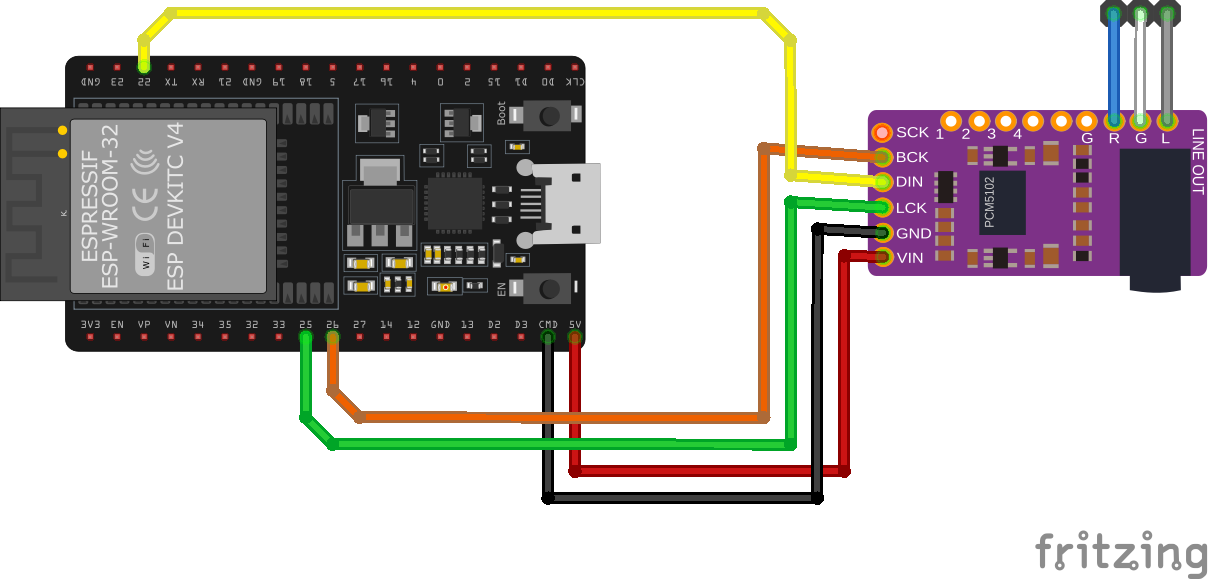 GND 23 22 TX RX 21 GND 19 18 5 17 16 4 0 2 15 D1 D0 CLK
ESPRESSIF
ESP-WROOM-32
CE
Wi Fi
ESP DEVKITC V4
K
Boot
EN
3V3 EN VP VN 34 35 32 33 25 26 27 14 12 GND 13 D2 D3 CMD 5V
SCK
BCK
DIN
LCK
GND
VIN
1 2 3 4
G R G L
PCM5102
LINE OUT
fritzing